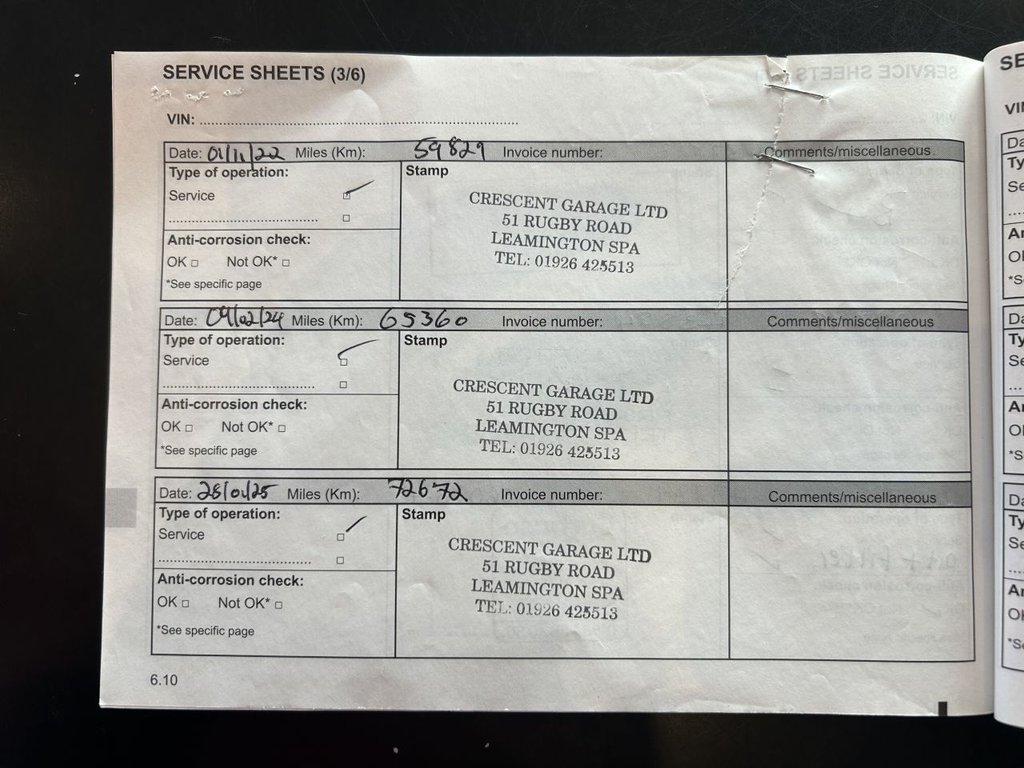 SERVICE SHEETS (3/6)
VIN: ..............................................................................
Date: 01/11/22 Miles (Km): 59829 Invoice number: Comments/miscellaneous
Type of operation: Stamp
Service
CRESCENT GARAGE LTD
51 RUGBY ROAD
LEAMINGTON SPA
TEL: 01926 425513
Anti-corrosion check:
OK □ Not OK* □
*See specific page
Date: 09/02/24 Miles (Km): 65360 Invoice number: Comments/miscellaneous
Type of operation: Stamp
Service
CRESCENT GARAGE LTD
51 RUGBY ROAD
LEAMINGTON SPA
TEL: 01926 425513
Anti-corrosion check:
OK □ Not OK* □
*See specific page
Date: 28/01/25 Miles (Km): 72672 Invoice number: Comments/miscellaneous
Type of operation: Stamp
Service
CRESCENT GARAGE LTD
51 RUGBY ROAD
LEAMINGTON SPA
TEL: 01926 425513
Anti-corrosion check:
OK □ Not OK* □
*See specific page
6.10